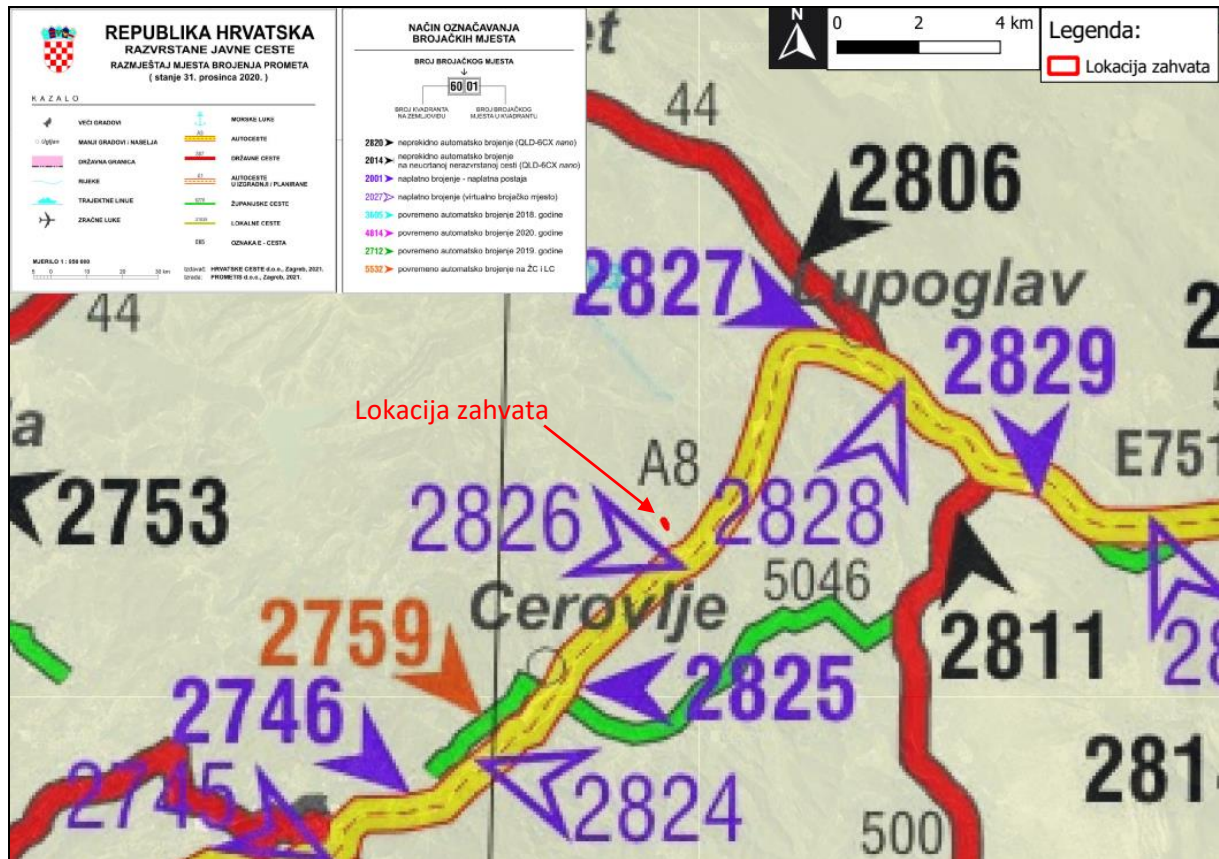 REPUBLIKA HRVATSKA
RAZVRSTANE JAVNE CESTE
RAZMJEŠTAJ MJESTA BROJENJA PROMETA
( stanje 31. prosinca 2020. )
KAZALO
VEĆI GRADOVI
MANJI GRADOVI I NASELJA
DRŽAVNA GRANICA
RIJEKE
TRAJEKTNE LINIJE
ZRAČNE LUKE
MORSKE LUKE
AUTOCESTE
DRŽAVNE CESTE
AUTOCESTE
U IZGRADNJI I PLANIRANE
ŽUPANIJSKE CESTE
LOKALNE CESTE
OZNAKA E - CESTA
Izdavač: HRVATSKE CESTE d.o.o., Zagreb, 2021.
Izrada: PROMETIS d.o.o., Zagreb, 2021.
NAČIN OZNAČAVANJA
BROJAČKIH MJESTA
BROJ BROJAČKOG MJESTA
60 01
BROJ KVADRANTA
NA ZEMLJOVIDU
BROJ BROJAČKOG
MJESTA U KVADRANTU
2820 neprekidno automatsko brojenje (QLD-6CX nano)
2014 neprekidno automatsko brojenje
na neucrtanoj nerazvrstanoj cesti (QLD-6CX nano)
2001 naplatno brojenje - naplatna postaja
2027 naplatno brojenje (virtualno brojačko mjesto)
3605 povremeno automatsko brojenje 2018. godine
4814 povremeno automatsko brojenje 2020. godine
2712 povremeno automatsko brojenje 2019. godine
5532 povremeno automatsko brojenje na ŽC i LC
N
0 2 4 km
Legenda:
Lokacija zahvata
44
2806
2827
Lupoglav
44
2829
Lokacija zahvata
A8
E751
2753
2826
2828
5046
Cerovlje
2759
2811
2746
2825
2745
2824
500